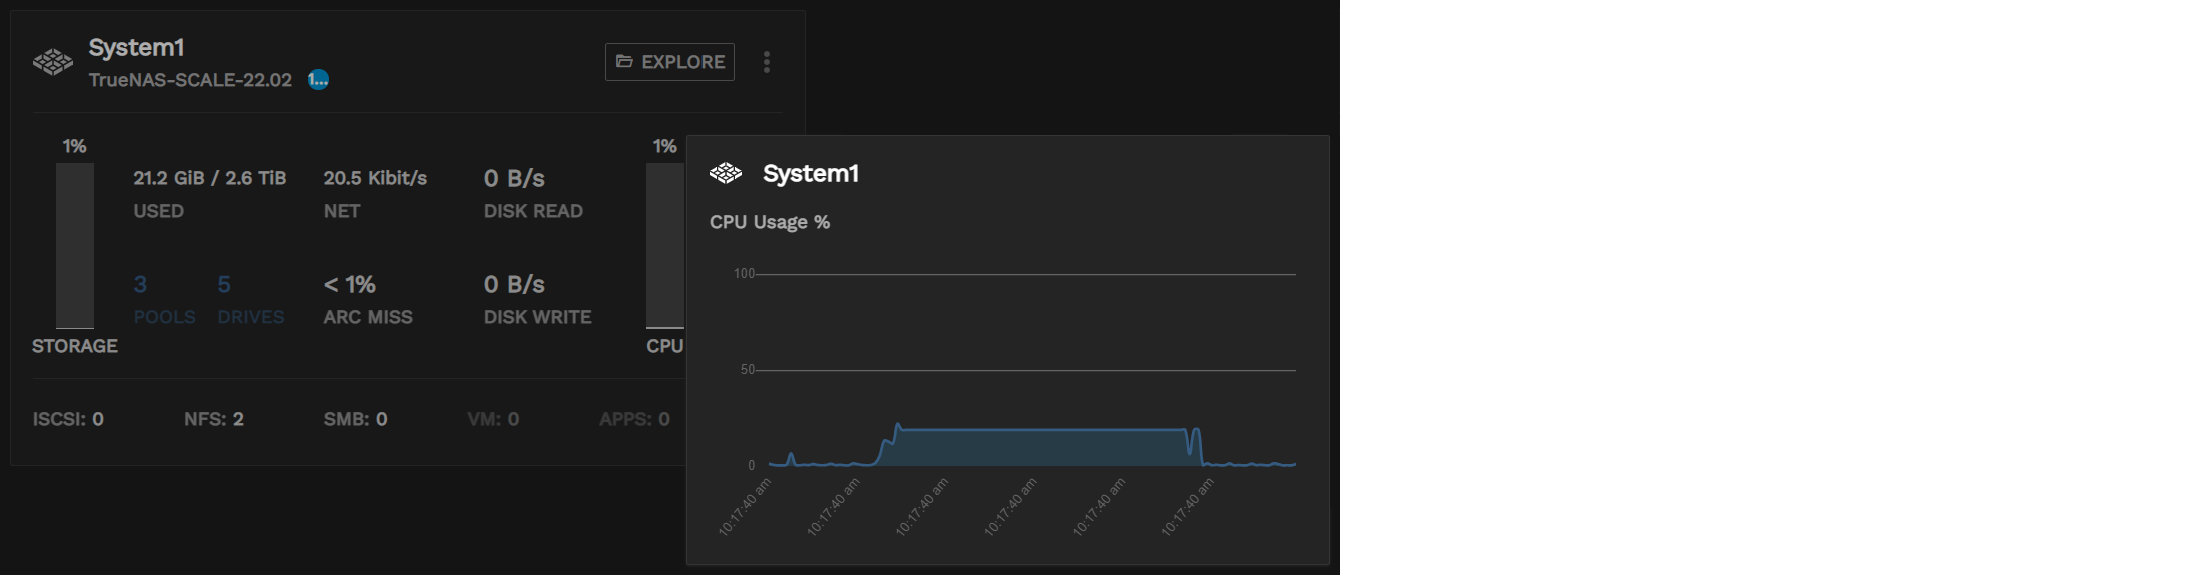 System1
TrueNAS-SCALE-22.02 1...
EXPLORE
1%
21.2 GiB / 2.6 TiB
USED
20.5 Kibit/s
NET
0 B/s
DISK READ
3
POOLS
5
DRIVES
< 1%
ARC MISS
0 B/s
DISK WRITE
STORAGE
1%
CPU
ISCSI: 0
NFS: 2
SMB: 0
VM: 0
APPS: 0
System1
CPU Usage %
100
50
0
10:17:40 am
10:17:40 am
10:17:40 am
10:17:40 am
10:17:40 am
10:17:40 am